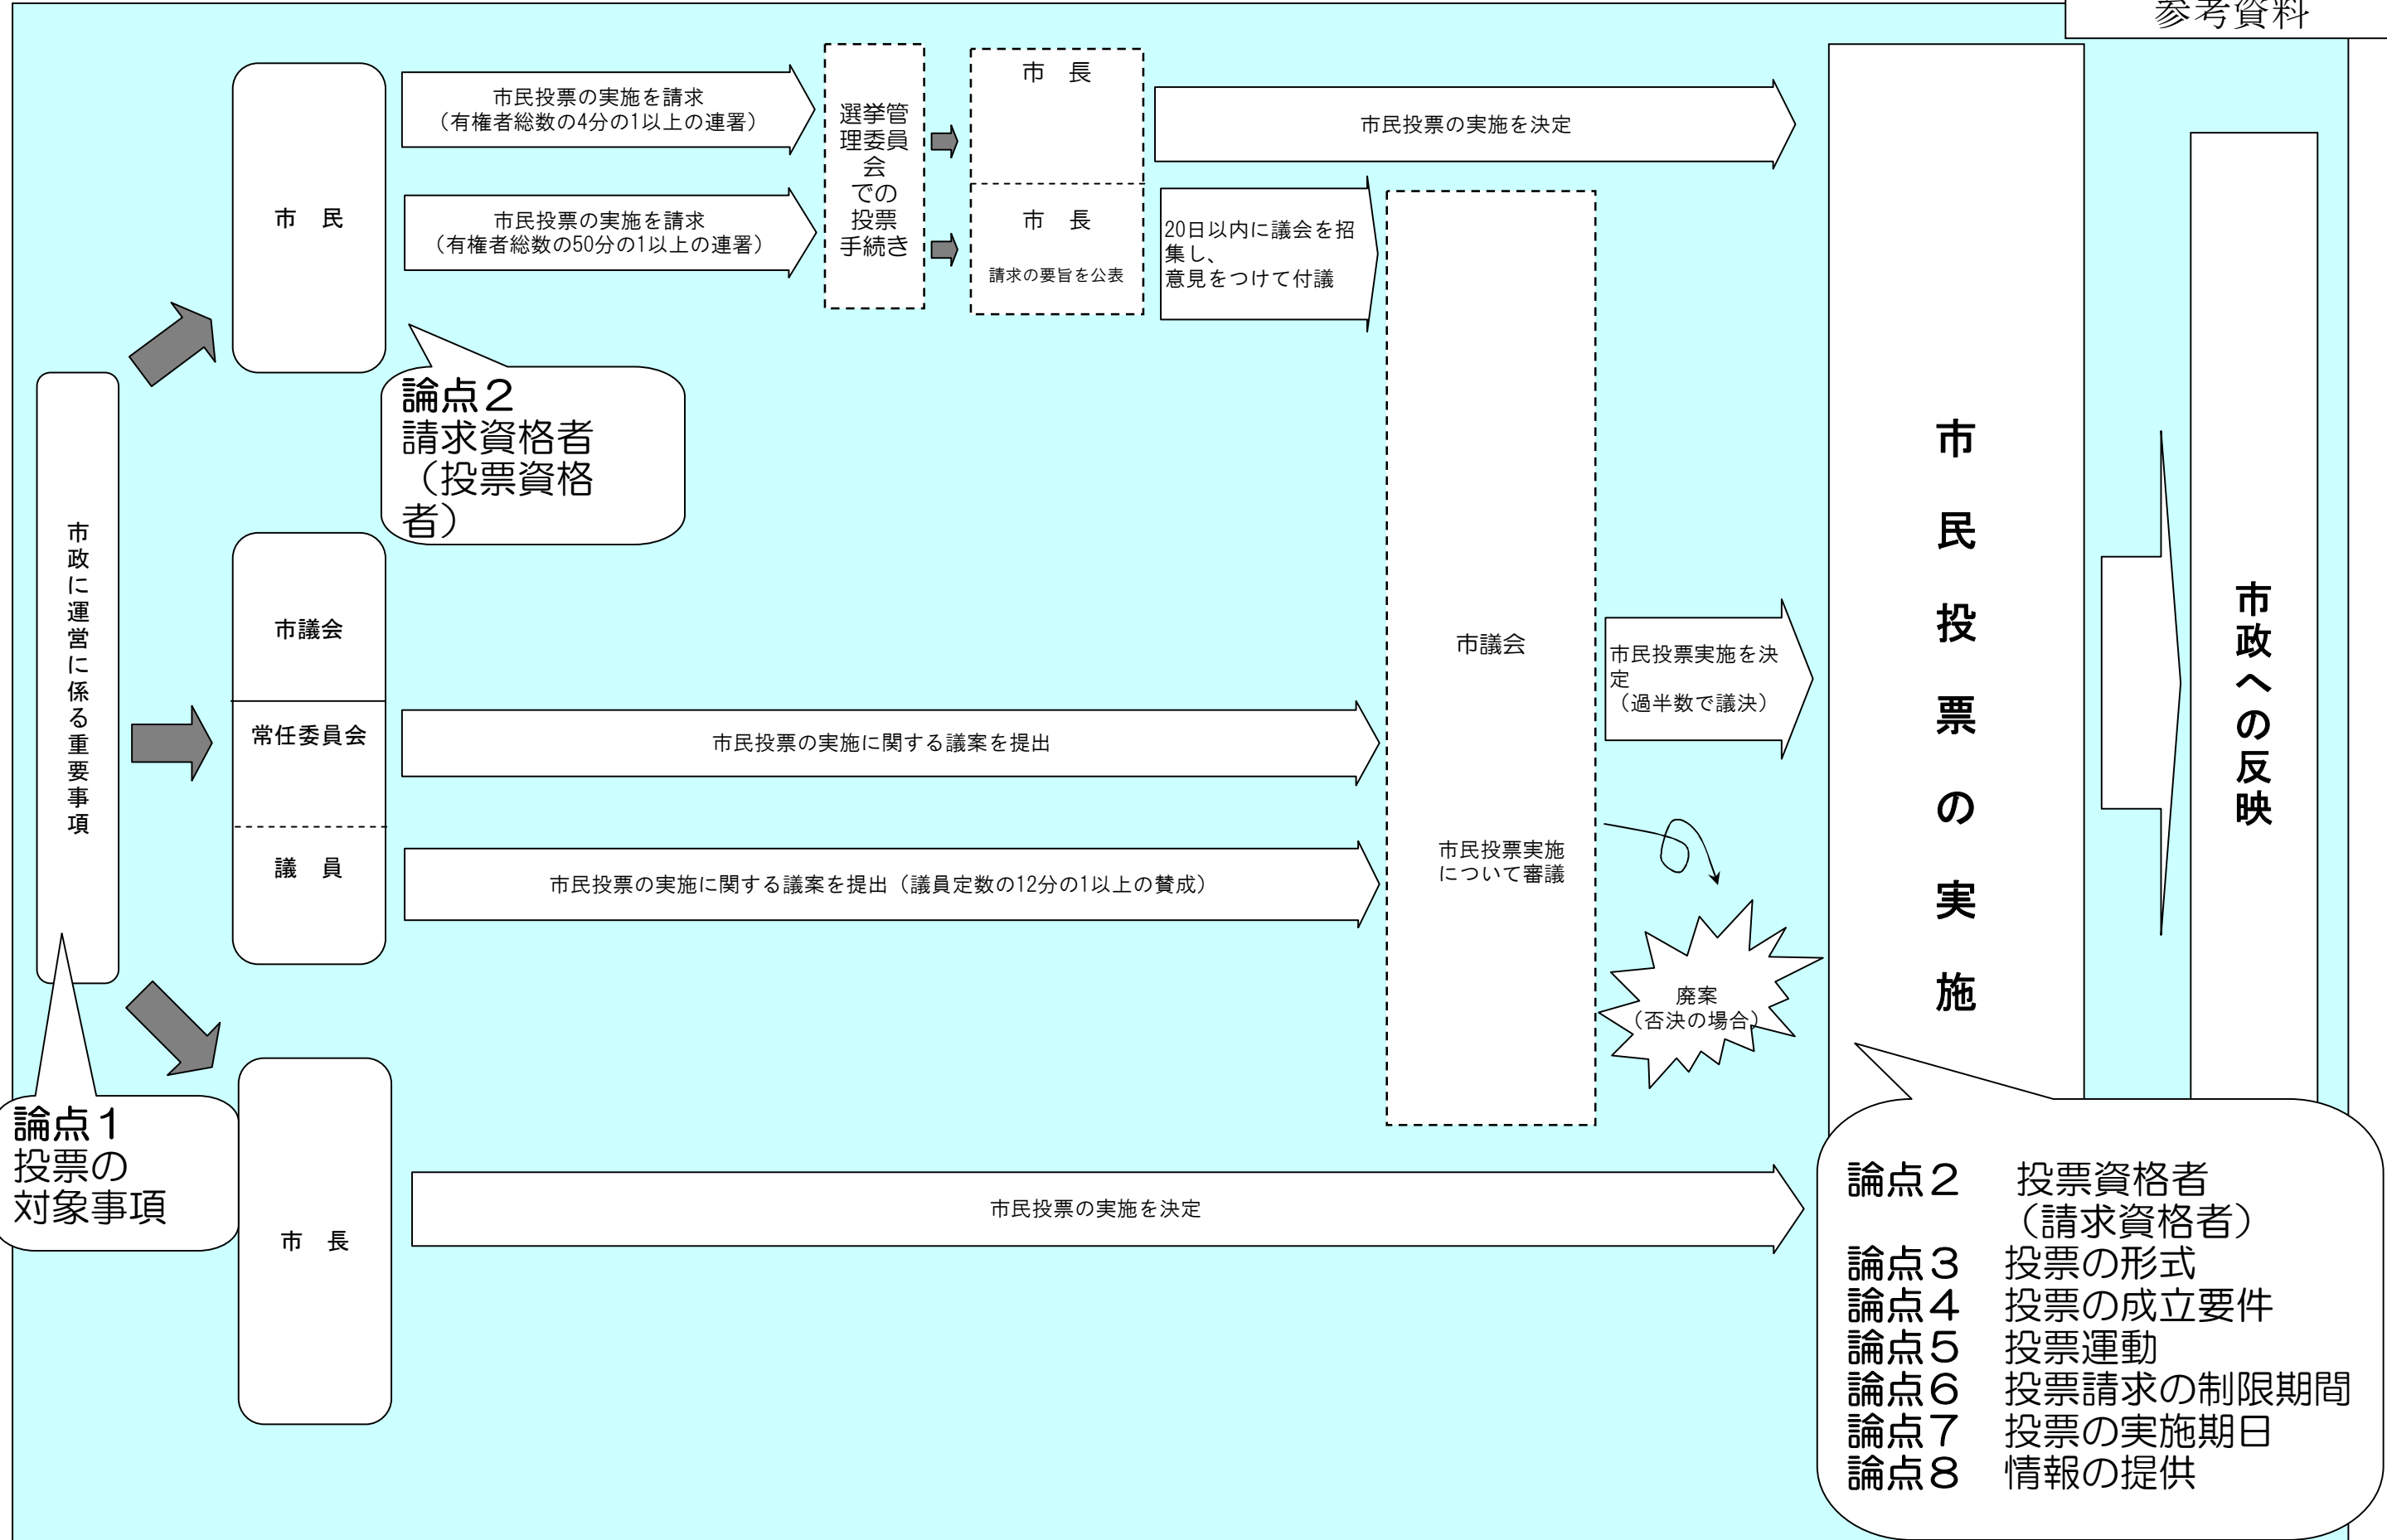 参考資料
市　民
市民投票の実施を請求
（有権者総数の4分の1以上の連署）
市民投票の実施を請求
（有権者総数の50分の1以上の連署）
選挙管
理委員
会
での
投票
手続き
市　長
市　長
請求の要旨を公表
市民投票の実施を決定
20日以内に議会を招
集し、
意見をつけて付議
論点２
請求資格者
（投票資格
者）
市政に運営に係る重要事項
市議会
常任委員会
議　員
市民投票の実施に関する議案を提出
市民投票の実施に関する議案を提出（議員定数の12分の1以上の賛成）
市議会
市民投票実施
について審議
市民投票実施を決
定
（過半数で議決）
廃案
（否決の場合）
市民投票の実施
市政への反映
論点１
投票の
対象事項
市　長
市民投票の実施を決定
論点２　投票資格者
（請求資格者）
論点３　投票の形式
論点４　投票の成立要件
論点５　投票運動
論点６　投票請求の制限期間
論点７　投票の実施期日
論点８　情報の提供